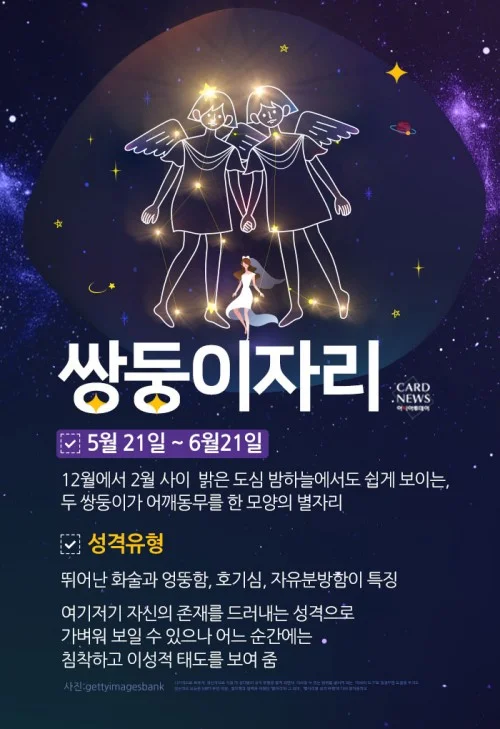 쌍둥이자리
CARD
NEWS
아시아투데이
5월 21일 ~ 6월21일
12월에서 2월 사이 밝은 도심 밤하늘에서도 쉽게 보이는,
두 쌍둥이가 어깨동무를 한 모양의 별자리
성격유형
뛰어난 화술과 엉뚱함, 호기심, 자유분방함이 특징
여기저기 자신의 존재를 드러내는 성격으로
가벼워 보일 수 있으나 어느 순간에는
침착하고 이성적 태도를 보여 줌
사진:gettyimagesbank